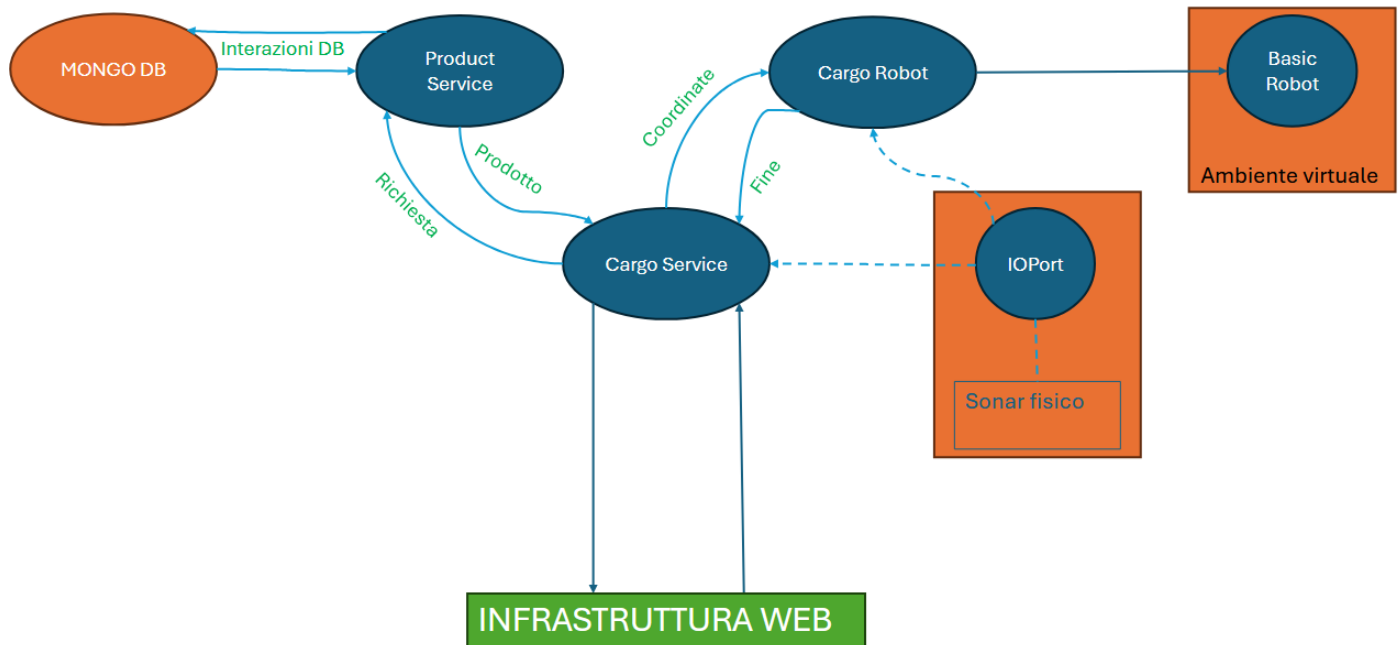 MONGO DB
Interazioni DB
Product
Service
Cargo Robot
Basic
Robot
Coordinate
Prodotto
Richiesta
Fine
Ambiente virtuale
Cargo Service
IOPort
Sonar fisico
INFRASTRUTTURA WEB